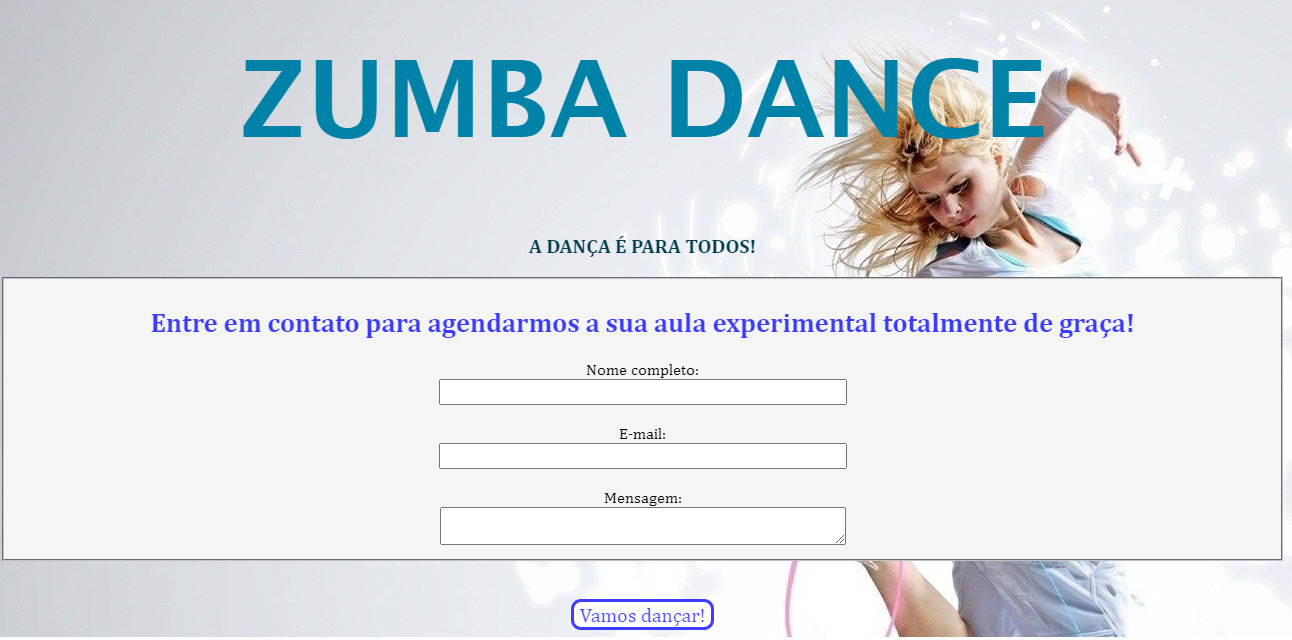 ZUMBA DANCE
A DANÇA É PARA TODOS!
Entre em contato para agendarmos a sua aula experimental totalmente de graça!
Nome completo:
E-mail:
Mensagem:
Vamos dançar!